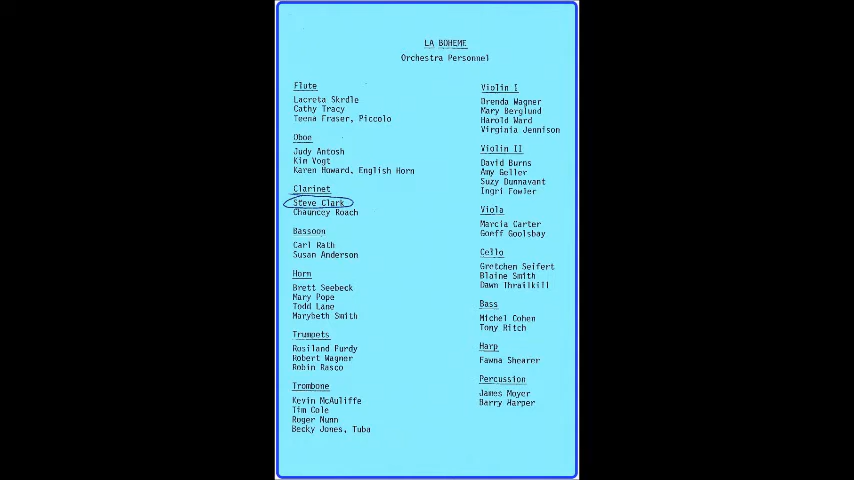 LA BOHEME
Orchestra Personnel
Flute
Lacreta Skrdle
Cathy Tracy
Teena Fraser, Piccolo
Oboe
Judy Antosh
Kim Vogt
Karen Howard, English Horn
Clarinet
Steve Clark
Chauncey Roach
Bassoon
Carl Rath
Susan Anderson
Horn
Brett Seebeck
Mary Pope
Todd Lane
Marybeth Smith
Trumpets
Rosiland Purdy
Robert Wagner
Robin Rasco
Trombone
Kevin McAuliffe
Tim Cole
Roger Nunn
Becky Jones, Tuba
Violin I
Drenda Wagner
Mary Berglund
Harold Ward
Virginia Jennison
Violin II
David Burns
Amy Geller
Suzy Dunnavant
Ingri Fowler
Viola
Marcia Carter
Goeff Goolsbay
Cello
Gretchen Seifert
Blaine Smith
Dawn Thrailkill
Bass
Michel Cohen
Tony Ritch
Harp
Fawna Shearer
Percussion
James Moyer
Barry Harper